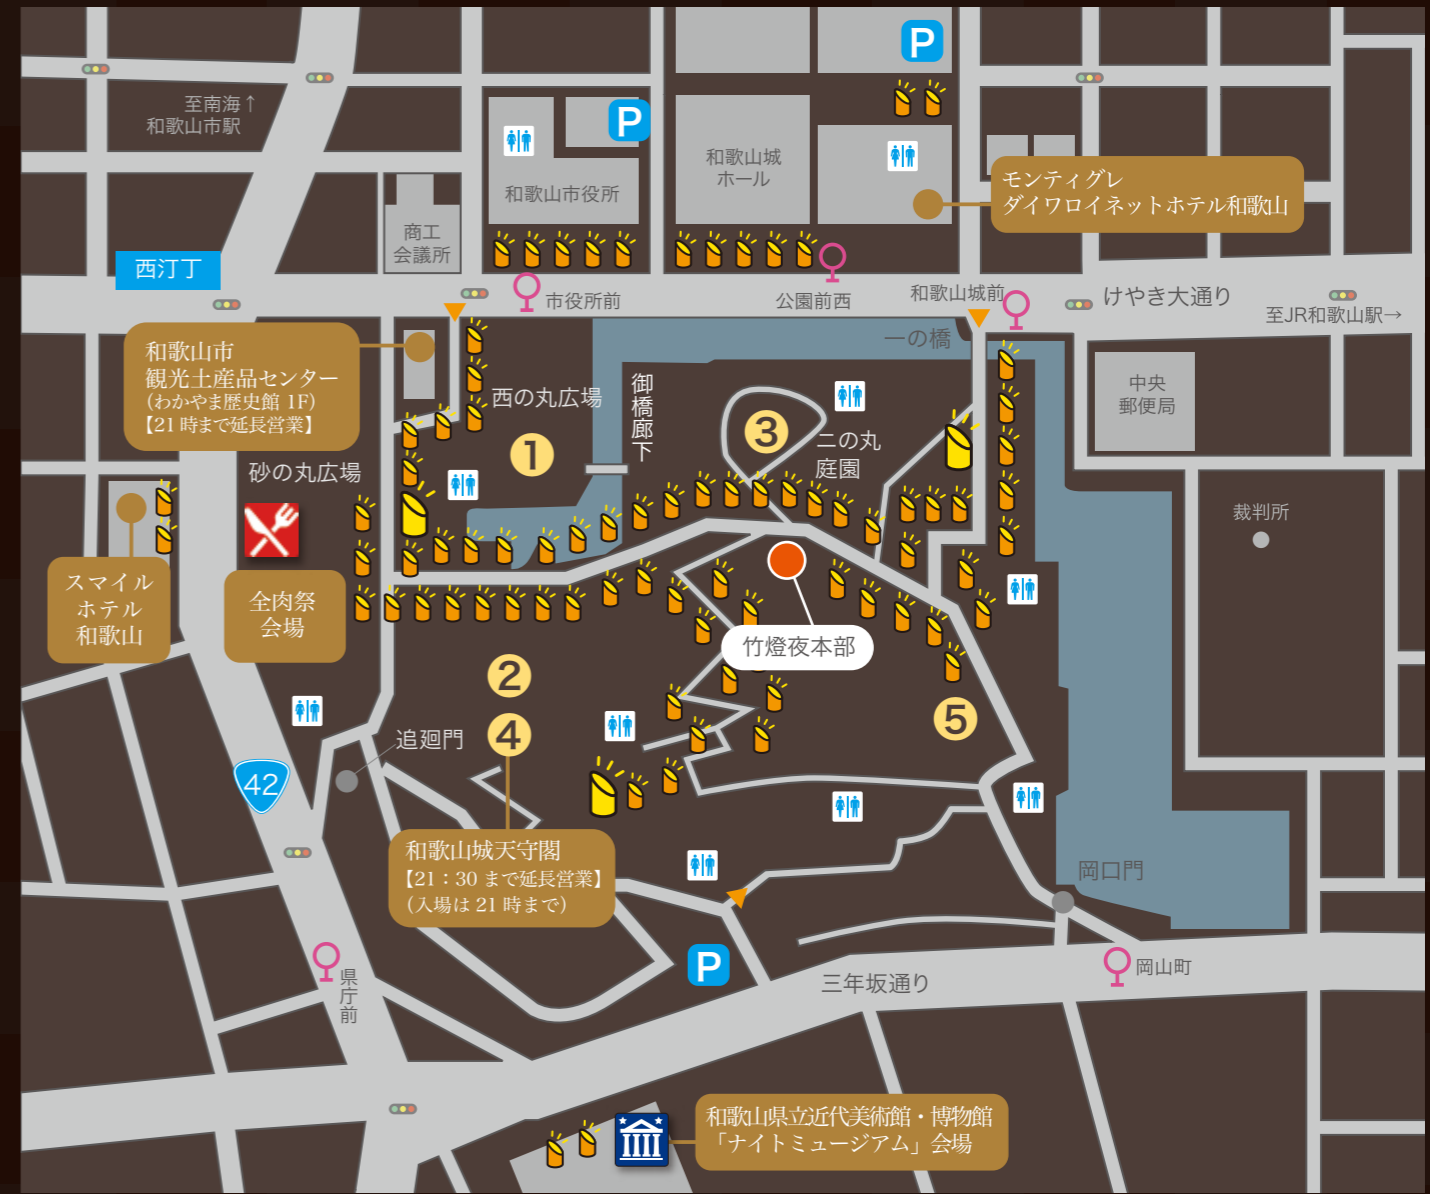 P
至南海↑
和歌山市駅
P
和歌山市役所
和歌山城
ホール
モンティグレ
ダイワロイネットホテル和歌山
商工
会議所
西汀丁
市役所前
公園前西
和歌山城前
けやき大通り
至JR和歌山駅→
一の橋
和歌山市
観光土産品センター
(わかやま歴史館 1F)
【21時まで延長営業】
西の丸広場
御橋廊下
1
3
二の丸
庭園
中央
郵便局
砂の丸広場
裁判所
スマイル
ホテル
和歌山
全肉祭
会場
竹燈夜本部
2
4
5
追廻門
42
和歌山城天守閣
【21：30 まで延長営業】
(入場は 21 時まで)
岡口門
P
県庁前
三年坂通り
岡山町
和歌山県立近代美術館・博物館
「ナイトミュージアム」会場